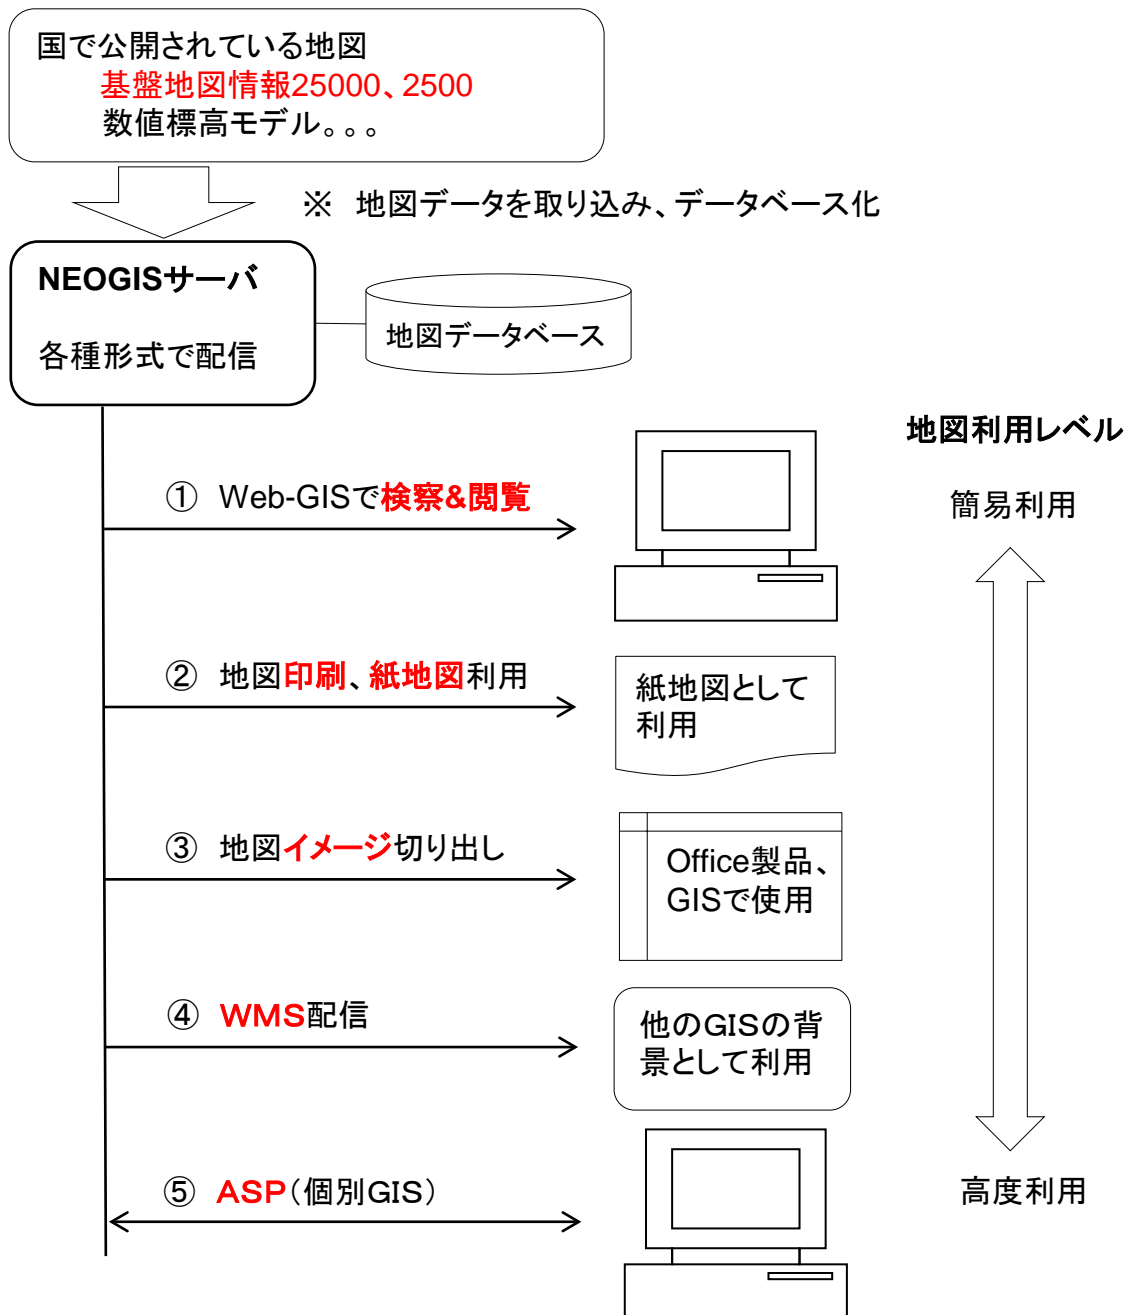 国で公開されている地図
基盤地図情報25000、2500
数値標高モデル。。。
※　地図データを取り込み、データベース化
NEOGISサーバ
各種形式で配信
地図データベース
地図利用レベル
簡易利用
①　Web-GISで検察&閲覧
②　地図印刷、紙地図利用
紙地図として
利用
③　地図イメージ切り出し
Office製品、
GISで使用
④　WMS配信
他のGISの背
景として利用
⑤　ASP（個別GIS）
高度利用